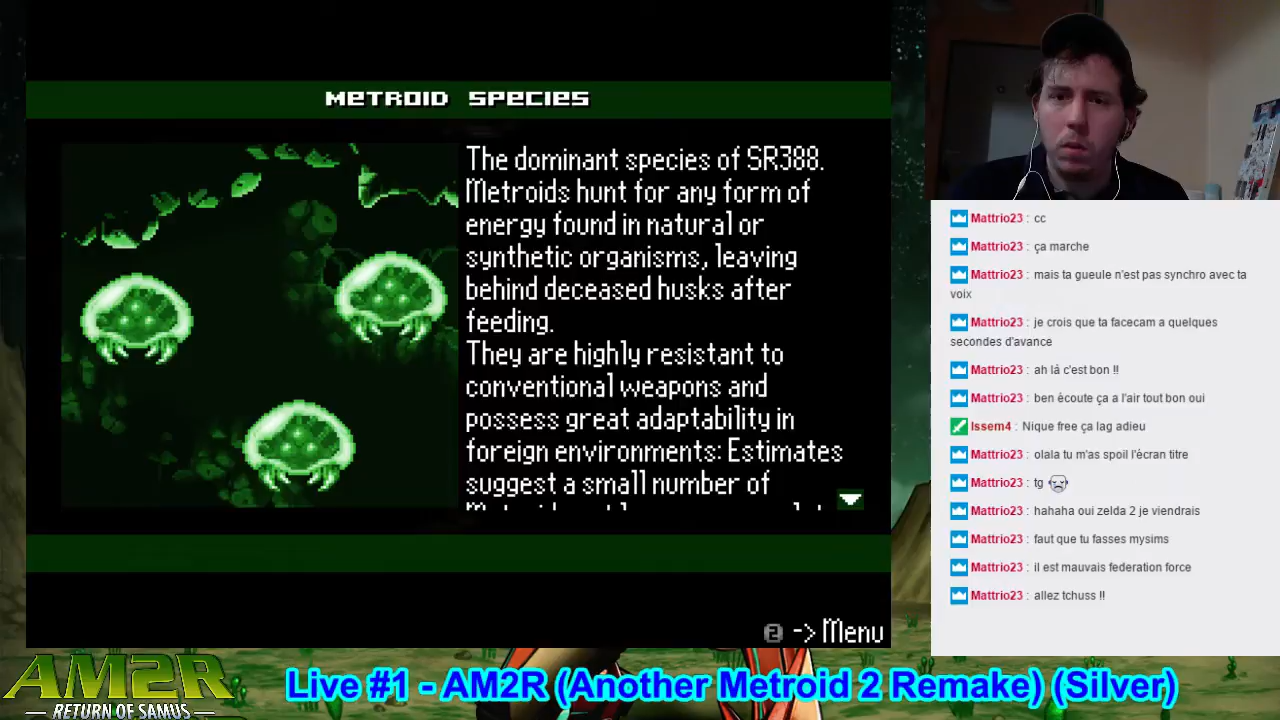 METROID SPECIES
The dominant species of SR388.
Metroids hunt for any form of
energy found in natural or
synthetic organisms, leaving
behind deceased husks after
feeding.
They are highly resistant to
conventional weapons and
possess great adaptability in
foreign environments: Estimates
suggest a small number of
2 -> Menu
Mattrio23 : cc
Mattrio23 : ça marche
Mattrio23 : mais ta gueule n'est pas synchro avec ta
voix
Mattrio23 : je crois que ta facecam a quelques
secondes d'avance
Mattrio23 : ah là c'est bon !!
Mattrio23 : ben écoute ça a l'air tout bon oui
Issem4 : Nique free ça lag adieu
Mattrio23 : olala tu m'as spoil l'écran titre
Mattrio23 : tg
Mattrio23 : hahaha oui zelda 2 je viendrais
Mattrio23 : faut que tu fasses mysims
Mattrio23 : il est mauvais federation force
Mattrio23 : allez tchuss !!
AM2R
RETURN OF SAMUS
Live #1 - AM2R (Another Metroid 2 Remake) (Silver)